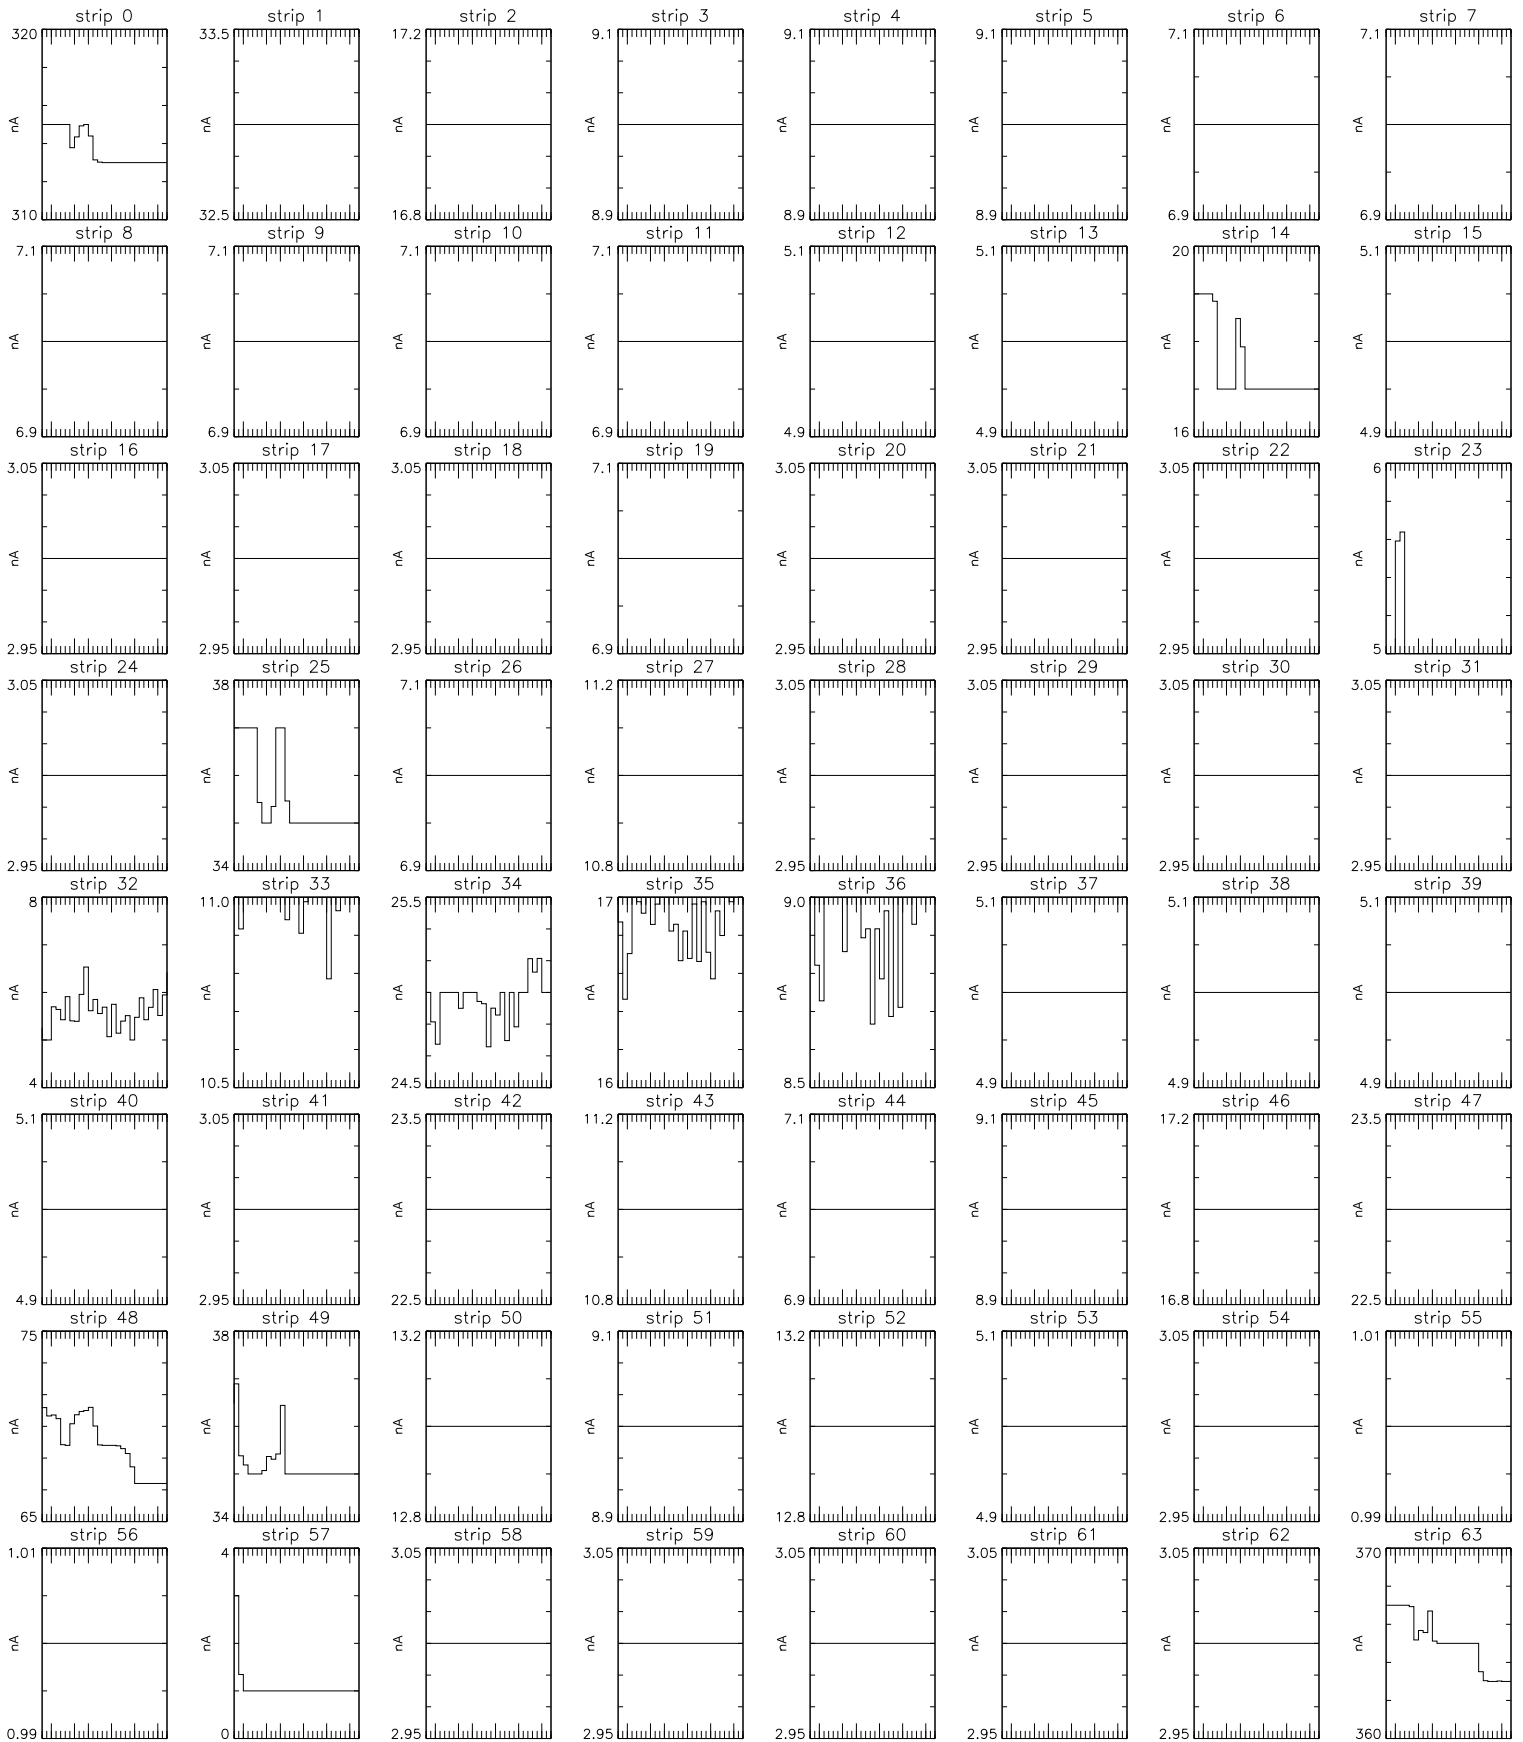 strip 0 strip 1 strip 2 strip 3 strip 4 strip 5 strip 6 strip 7
320 33.5 17.2 9.1 9.1 9.1 7.1 7.1
nA nA nA nA nA nA nA nA
310 32.5 16.8 8.9 8.9 8.9 6.9 6.9
strip 8 strip 9 strip 10 strip 11 strip 12 strip 13 strip 14 strip 15
7.1 7.1 7.1 7.1 5.1 5.1 20 5.1
nA nA nA nA nA nA nA nA
6.9 6.9 6.9 6.9 4.9 4.9 16 4.9
strip 16 strip 17 strip 18 strip 19 strip 20 strip 21 strip 22 strip 23
3.05 3.05 3.05 7.1 3.05 3.05 3.05 6
nA nA nA nA nA nA nA nA
2.95 2.95 2.95 6.9 2.95 2.95 2.95 5
strip 24 strip 25 strip 26 strip 27 strip 28 strip 29 strip 30 strip 31
3.05 38 7.1 11.2 3.05 3.05 3.05 3.05
nA nA nA nA nA nA nA nA
2.95 34 6.9 10.8 2.95 2.95 2.95 2.95
strip 32 strip 33 strip 34 strip 35 strip 36 strip 37 strip 38 strip 39
8 11.0 25.5 17 9.0 5.1 5.1 5.1
nA nA nA nA nA nA nA nA
4 10.5 24.5 16 8.5 4.9 4.9 4.9
strip 40 strip 41 strip 42 strip 43 strip 44 strip 45 strip 46 strip 47
5.1 3.05 23.5 11.2 7.1 9.1 17.2 23.5
nA nA nA nA nA nA nA nA
4.9 2.95 22.5 10.8 6.9 8.9 16.8 22.5
strip 48 strip 49 strip 50 strip 51 strip 52 strip 53 strip 54 strip 55
75 38 13.2 9.1 13.2 5.1 3.05 1.01
nA nA nA nA nA nA nA nA
65 34 12.8 8.9 12.8 4.9 2.95 0.99
strip 56 strip 57 strip 58 strip 59 strip 60 strip 61 strip 62 strip 63
1.01 4 3.05 3.05 3.05 3.05 3.05 370
nA nA nA nA nA nA nA nA
0.99 0 2.95 2.95 2.95 2.95 2.95 360